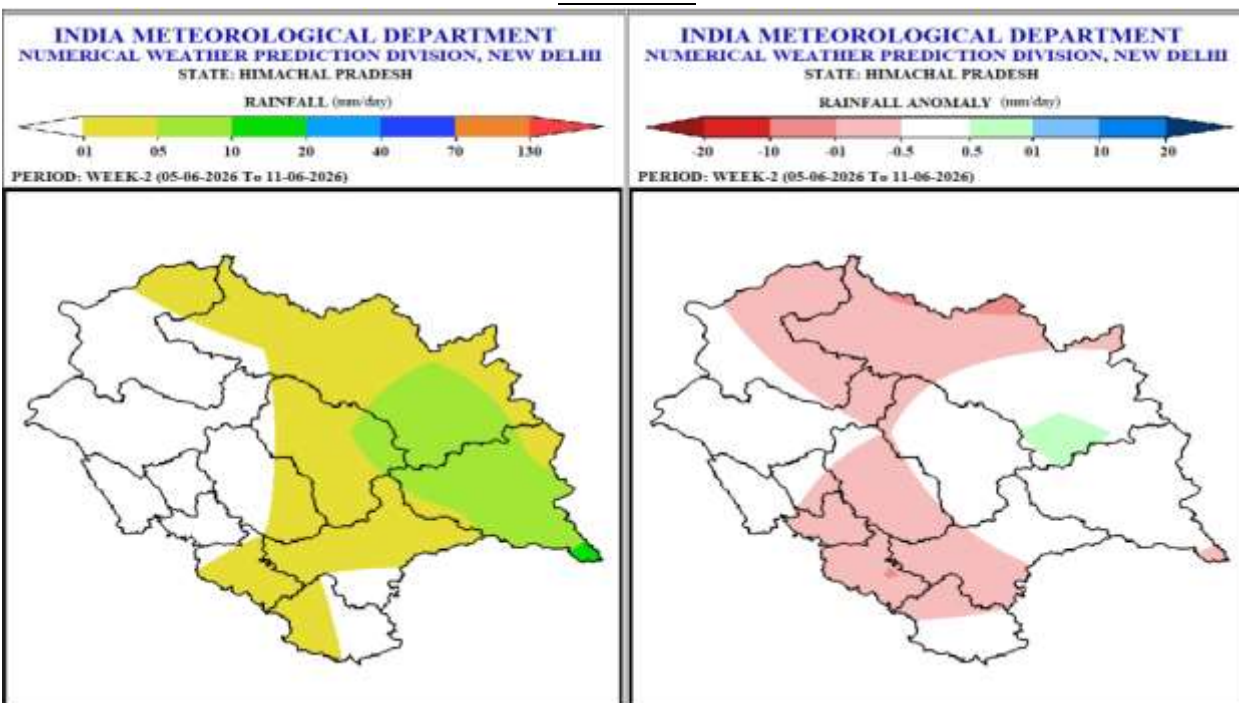 INDIA METEOROLOGICAL DEPARTMENT
NUMERICAL WEATHER PREDICTION DIVISION, NEW DELHI
STATE: HIMACHAL PRADESH
RAINFALL (mm/day)
01 05 10 20 40 70 130
PERIOD: WEEK-2 (05-06-2026 To 11-06-2026)
INDIA METEOROLOGICAL DEPARTMENT
NUMERICAL WEATHER PREDICTION DIVISION, NEW DELHI
STATE: HIMACHAL PRADESH
RAINFALL ANOMALY (mm/day)
-20 -10 -01 -0.5 0.5 01 10 20
PERIOD: WEEK-2 (05-06-2026 To 11-06-2026)